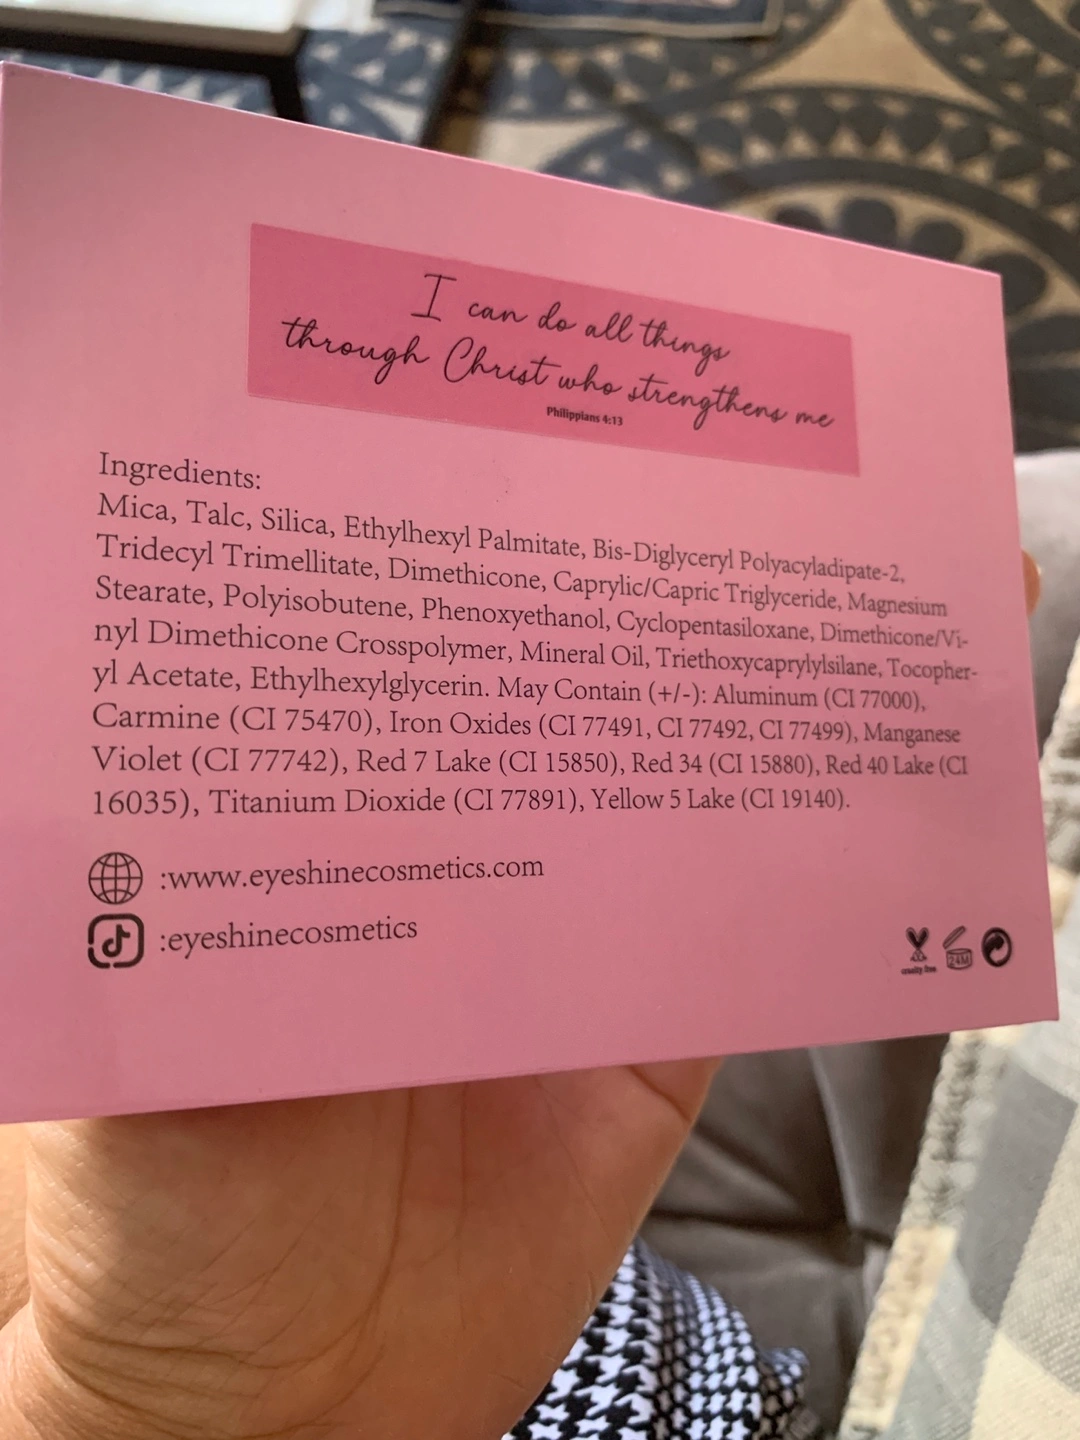 I can do all things
through Christ who strengthens me
Philippians 4:13
Ingredients:
Mica, Talc, Silica, Ethylhexyl Palmitate, Bis-Diglyceryl Polyacyladipate-2,
Tridecyl Trimellitate, Dimethicone, Caprylic/Capric Triglyceride, Magnesium
Stearate, Polyisobutene, Phenoxyethanol, Cyclopentasiloxane, Dimethicone/Vi-
nyl Dimethicone Crosspolymer, Mineral Oil, Triethoxycaprylylsilane, Tocopher-
yl Acetate, Ethylhexylglycerin. May Contain (+/-): Aluminum (CI 77000),
Carmine (CI 75470), Iron Oxides (CI 77491, CI 77492, CI 77499), Manganese
Violet (CI 77742), Red 7 Lake (CI 15850), Red 34 (CI 15880), Red 40 Lake (CI
16035), Titanium Dioxide (CI 77891), Yellow 5 Lake (CI 19140).
:www.eyeshinecosmetics.com
:eyeshinecosmetics
cruelty free
24M